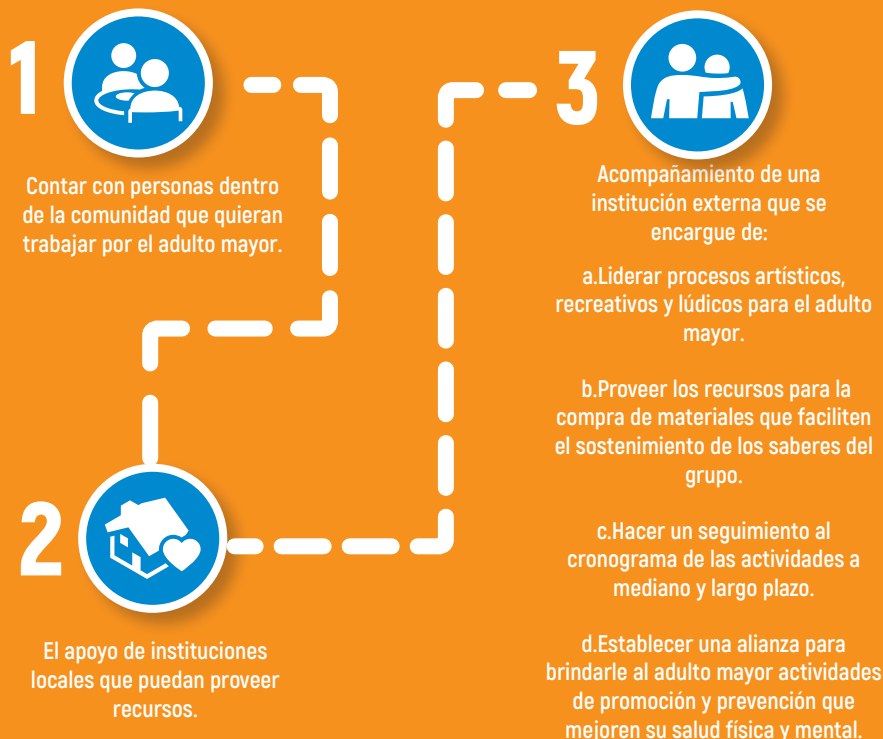 1
Contar con personas dentro
de la comunidad que quieran
trabajar por el adulto mayor.
2
El apoyo de instituciones
locales que puedan proveer
recursos.
3
Acompañamiento de una
institución externa que se
encargue de:
a.Liderar procesos artísticos,
recreativos y lúdicos para el adulto
mayor.
b.Proveer los recursos para la
compra de materiales que faciliten
el sostenimiento de los saberes del
grupo.
c.Hacer un seguimiento al
cronograma de las actividades a
mediano y largo plazo.
d.Establecer una alianza para
brindarle al adulto mayor actividades
de promoción y prevención que
mejoren su salud física y mental.